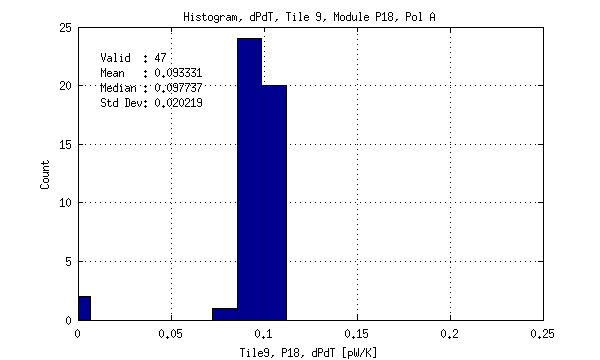 Histogram, dPdT, Tile 9, Module P18, Pol A
25
20
15
10
5
0
Count
Valid : 47
Mean : 0.093331
Median : 0.097737
Std Dev: 0.020219
0 0.05 0.1 0.15 0.2 0.25
Tile9, P18, dPdT [pW/K]